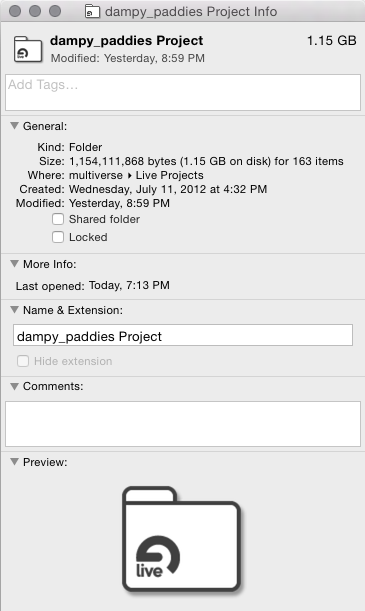 dampy_paddies Project Info
dampy_paddies Project 1.15 GB
Modified: Yesterday, 8:59 PM
Add Tags…
General:
Kind: Folder
Size: 1,154,111,868 bytes (1.15 GB on disk) for 163 items
Where: multiverse ▸ Live Projects
Created: Wednesday, July 11, 2012 at 4:32 PM
Modified: Yesterday, 8:59 PM
Shared folder
Locked
More Info:
Last opened: Today, 7:13 PM
Name & Extension:
dampy_paddies Project
Hide extension
Comments:
Preview:
live